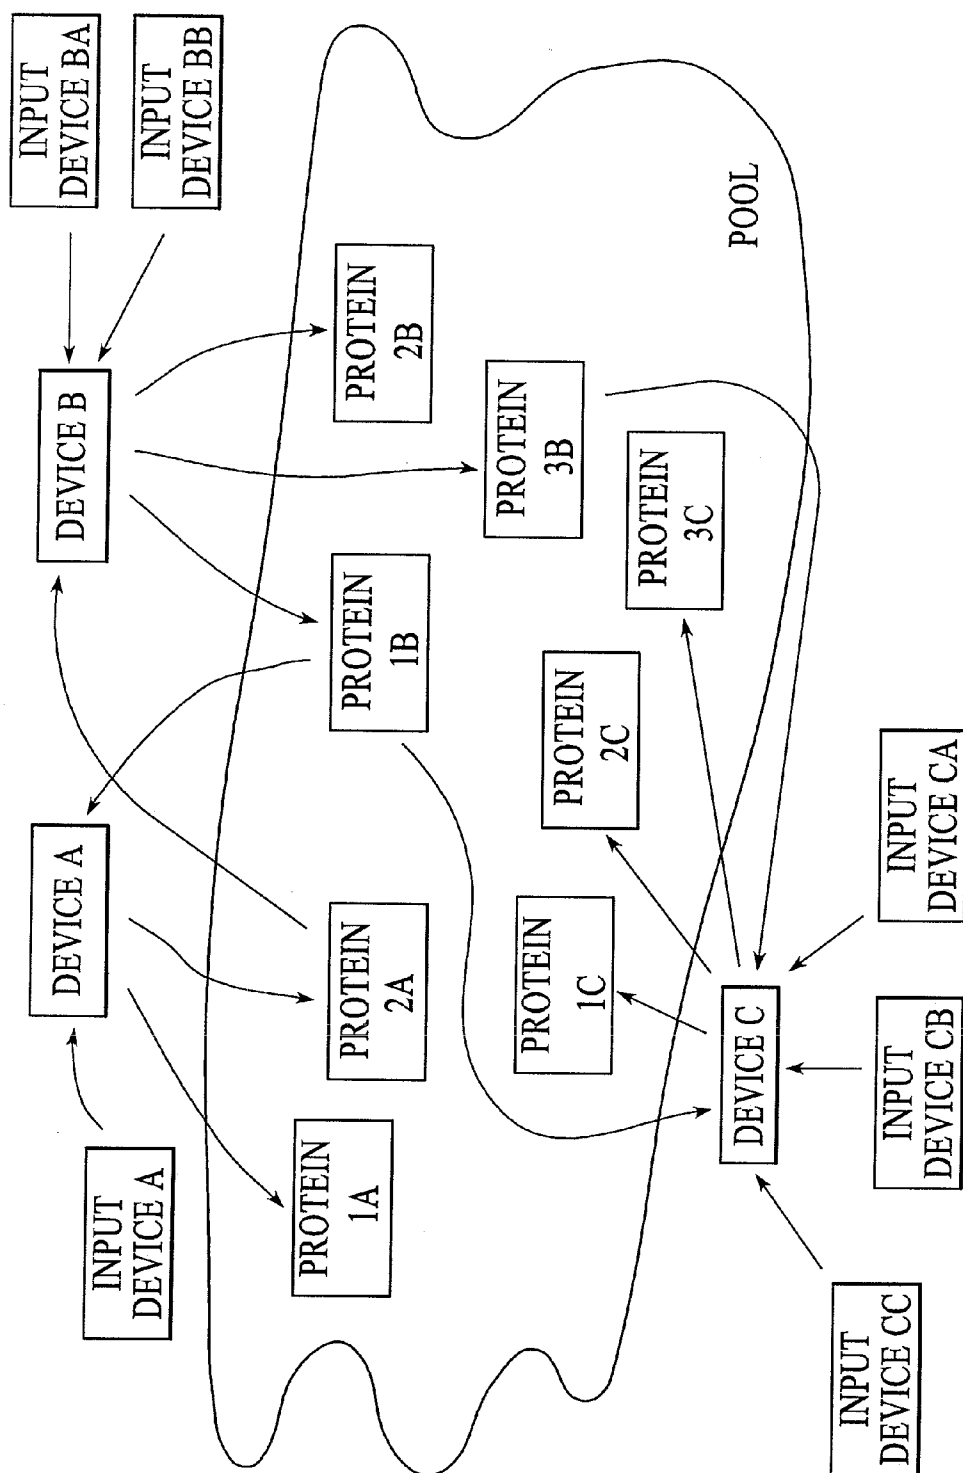 INPUT
DEVICE A
DEVICE A
DEVICE B
INPUT
DEVICE BA
INPUT
DEVICE BB
PROTEIN
1A
PROTEIN
2A
PROTEIN
1B
PROTEIN
2B
PROTEIN
3B
PROTEIN
1C
PROTEIN
2C
PROTEIN
3C
POOL
DEVICE C
INPUT
DEVICE CC
INPUT
DEVICE CB
INPUT
DEVICE CA